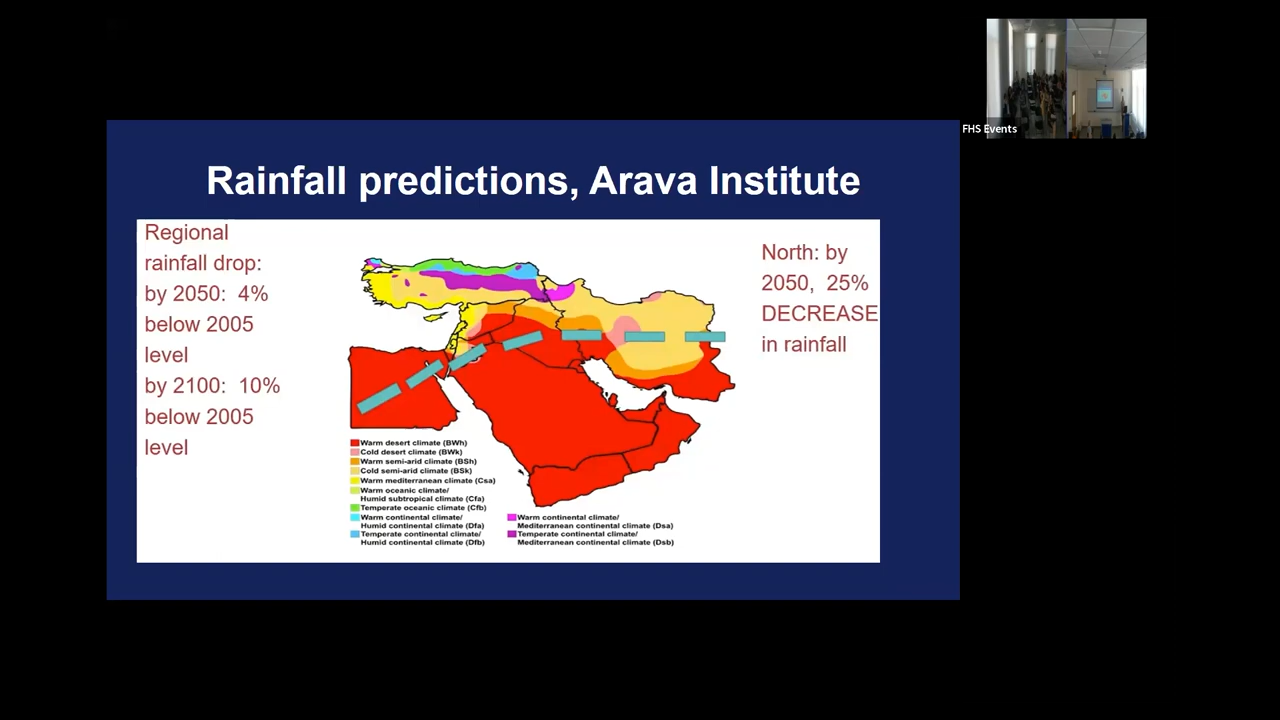 FHS Events
Rainfall predictions, Arava Institute
Regional
rainfall drop:
by 2050: 4%
below 2005
level
by 2100: 10%
below 2005
level
North: by
2050, 25%
DECREASE
in rainfall
Warm desert climate (BWh)
Cold desert climate (BWk)
Warm semi-arid climate (BSh)
Cold semi-arid climate (BSk)
Warm mediterranean climate (Csa)
Warm oceanic climate/
Humid subtropical climate (Cfa)
Temperate oceanic climate (Cfb)
Warm continental climate/
Humid continental climate (Dfa)
Temperate continental climate/
Humid continental climate (Dfb)
Warm continental climate/
Mediterranean continental climate (Dsa)
Temperate continental climate/
Mediterranean continental climate (Dsb)